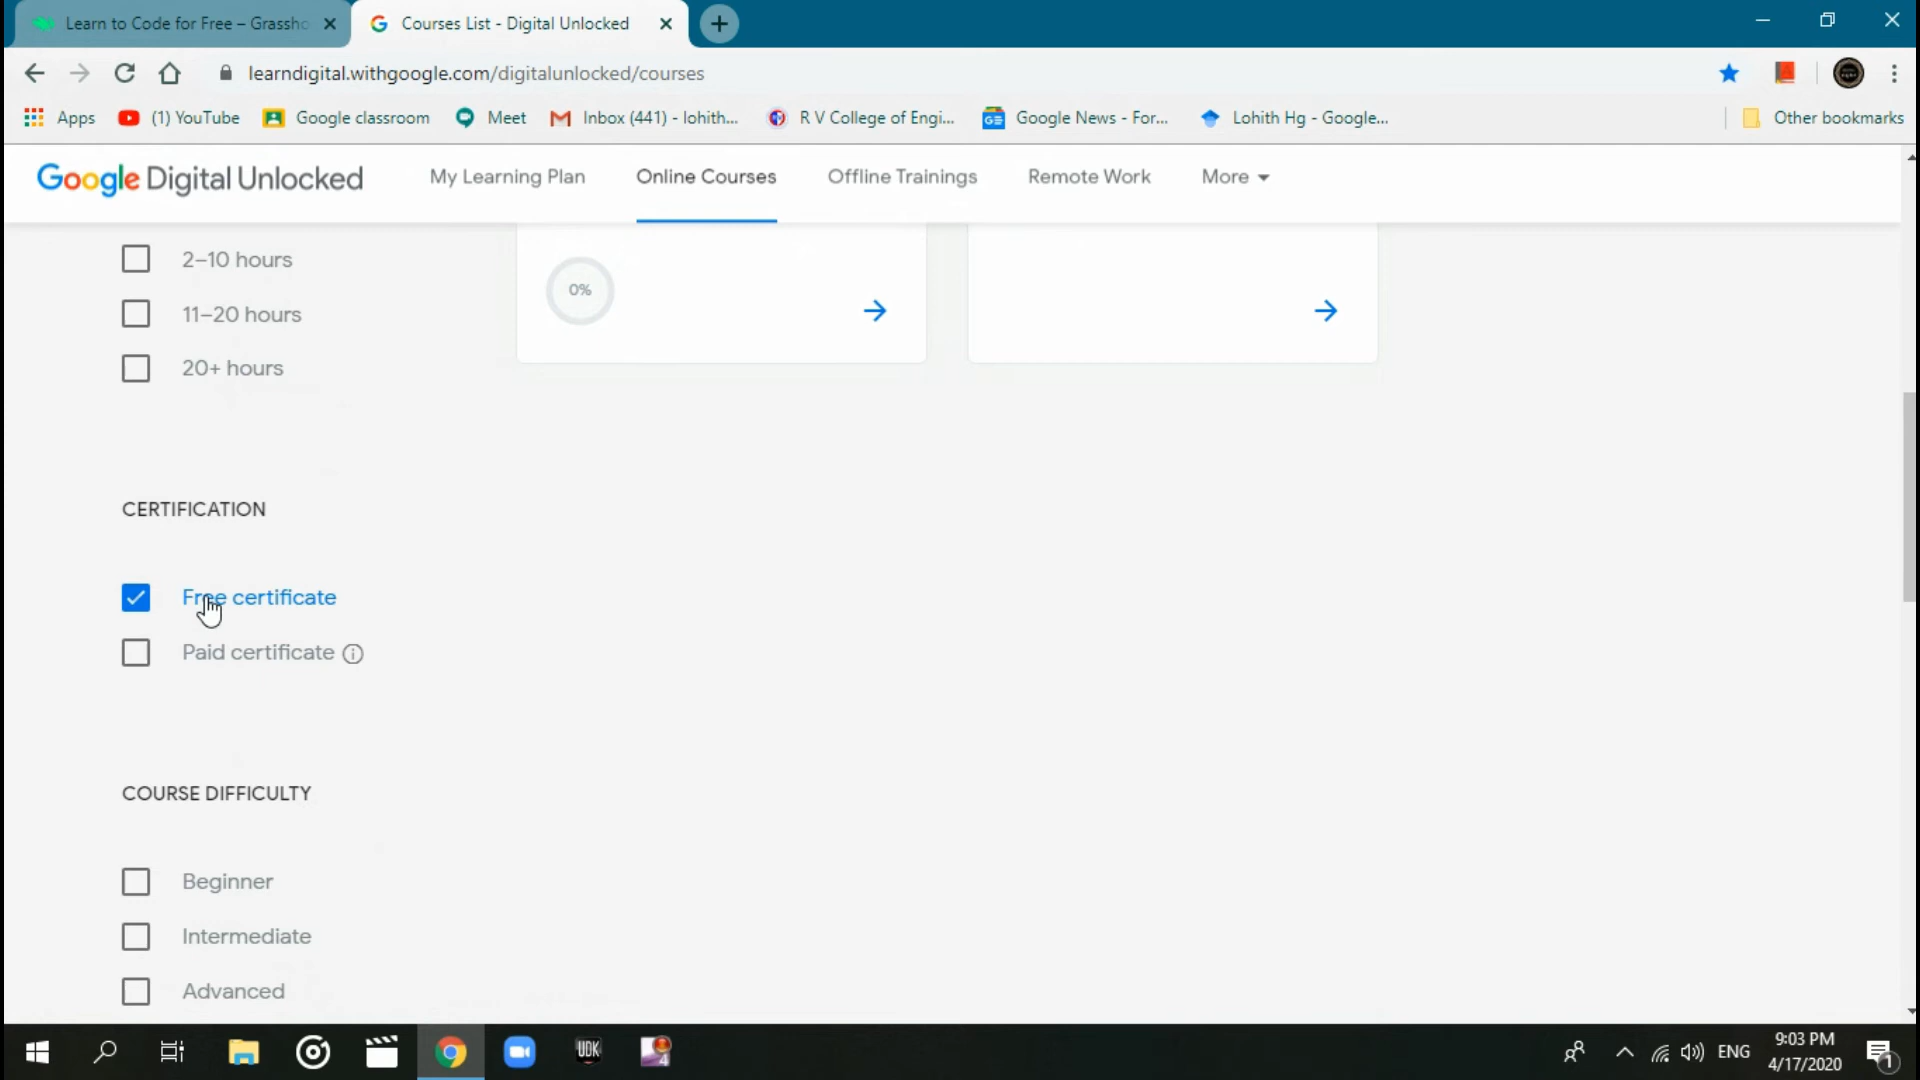 Learn to Code for Free – Grassho
Courses List - Digital Unlocked
learndigital.withgoogle.com/digitalunlocked/courses
Apps
(1) YouTube
Google classroom
Meet
Inbox (441) - lohith...
R V College of Engi...
Google News - For...
Lohith Hg - Google...
Other bookmarks
Google Digital Unlocked
My Learning Plan
Online Courses
Offline Trainings
Remote Work
More
2–10 hours
0%
11–20 hours
20+ hours
CERTIFICATION
Free certificate
Paid certificate
COURSE DIFFICULTY
Beginner
Intermediate
Advanced
UDK
4
ENG
9:03 PM
4/17/2020
1